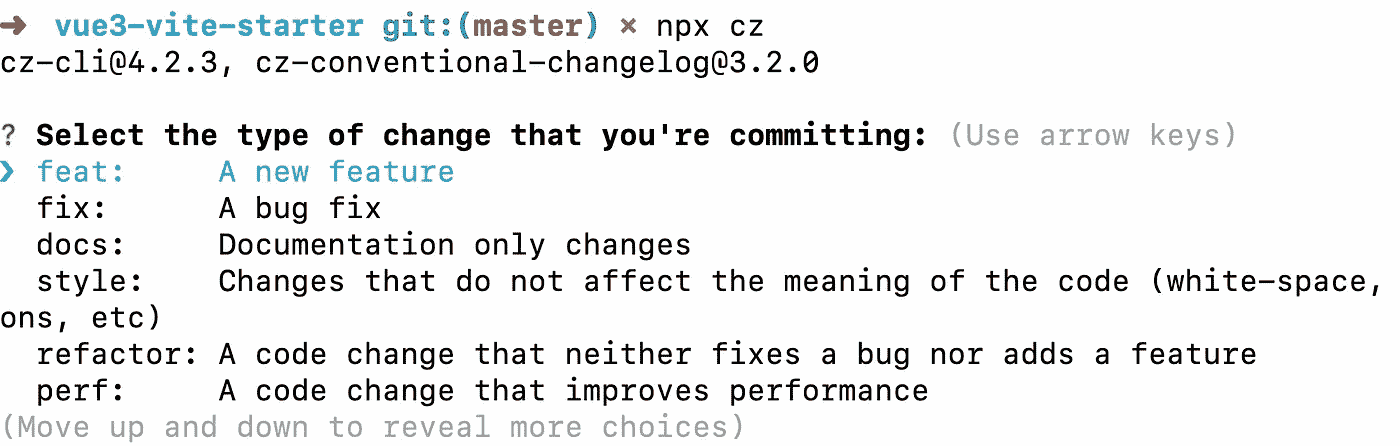 ➜ vue3-vite-starter git:(master) × npx cz
cz-cli@4.2.3, cz-conventional-changelog@3.2.0
? Select the type of change that you're committing: (Use arrow keys)
❯ feat:     A new feature
  fix:      A bug fix
  docs:     Documentation only changes
  style:    Changes that do not affect the meaning of the code (white-space,
ons, etc)
  refactor: A code change that neither fixes a bug nor adds a feature
  perf:     A code change that improves performance
(Move up and down to reveal more choices)